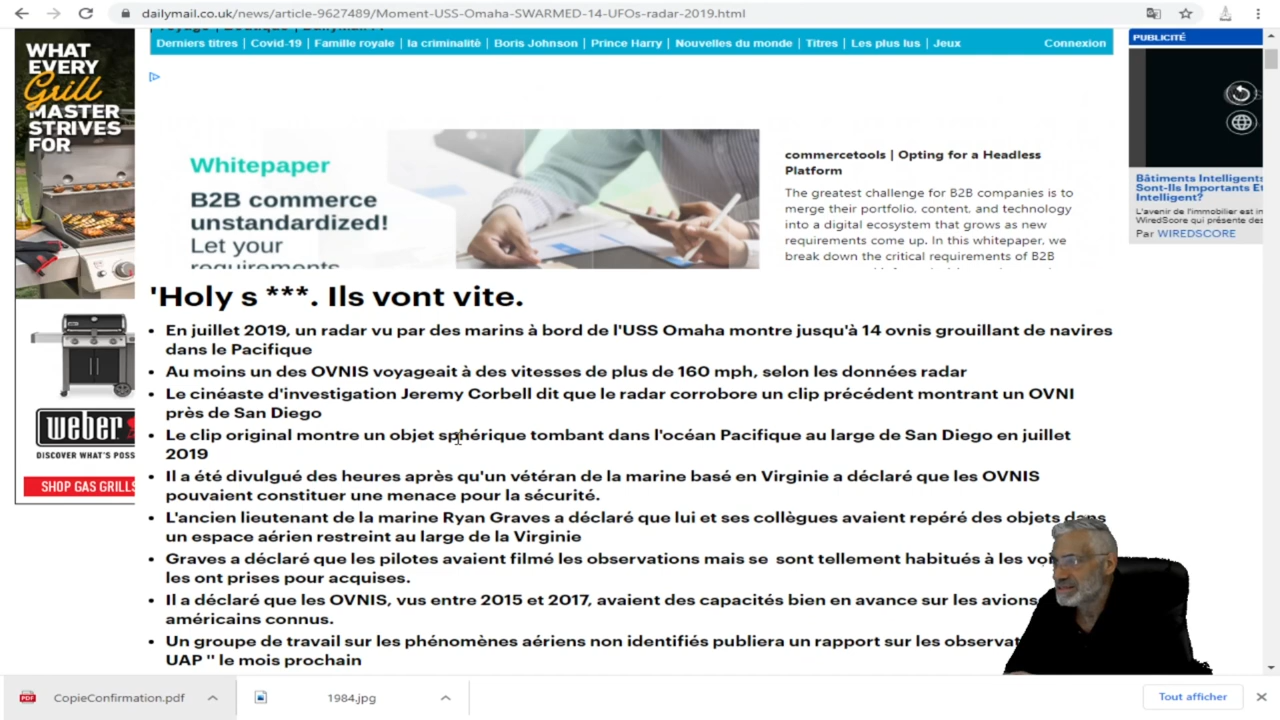 dailymail.co.uk/news/article-9627489/Moment-USS-Omaha-SWARMED-14-UFOs-radar-2019.html
Derniers titres | Covid-19 | Famille royale | la criminalité | Boris Johnson | Prince Harry | Nouvelles du monde | Titres | Les plus lus | Jeux
Connexion
PUBLICITÉ
WHAT
EVERY
Grill
MASTER
STRIVES
FOR
Whitepaper
B2B commerce
unstandardized!
Let your
requirements
commercetools | Opting for a Headless
Platform
The greatest challenge for B2B companies is to
merge their portfolio, content, and technology
into a digital ecosystem that grows as new
requirements come up. In this whitepaper, we
break down the critical requirements of B2B
Bâtiments Intelligents
Sont-Ils Importants Et
Intelligent?
L'avenir de l'immobilier est in
WiredScore qui présente des
Par WIREDSCORE
'Holy s ***. Ils vont vite.
• En juillet 2019, un radar vu par des marins à bord de l'USS Omaha montre jusqu'à 14 ovnis grouillant de navires
dans le Pacifique
• Au moins un des OVNIS voyageait à des vitesses de plus de 160 mph, selon les données radar
• Le cinéaste d'investigation Jeremy Corbell dit que le radar corrobore un clip précédent montrant un OVNI
près de San Diego
• Le clip original montre un objet sphérique tombant dans l'océan Pacifique au large de San Diego en juillet
2019
• Il a été divulgué des heures après qu'un vétéran de la marine basé en Virginie a déclaré que les OVNIS
pouvaient constituer une menace pour la sécurité.
• L'ancien lieutenant de la marine Ryan Graves a déclaré que lui et ses collègues avaient repéré des objets dans
un espace aérien restreint au large de la Virginie
• Graves a déclaré que les pilotes avaient filmé les observations mais se sont tellement habitués à les
les ont prises pour acquises.
• Il a déclaré que les OVNIS, vus entre 2015 et 2017, avaient des capacités bien en avance sur les avions
américains connus.
• Un groupe de travail sur les phénomènes aériens non identifiés publiera un rapport sur les
UAP '' le mois prochain
weber
DISCOVER WHAT'S POSS
SHOP GAS GRILLS
PDF
CopieConfirmation.pdf
1984.jpg
Tout afficher